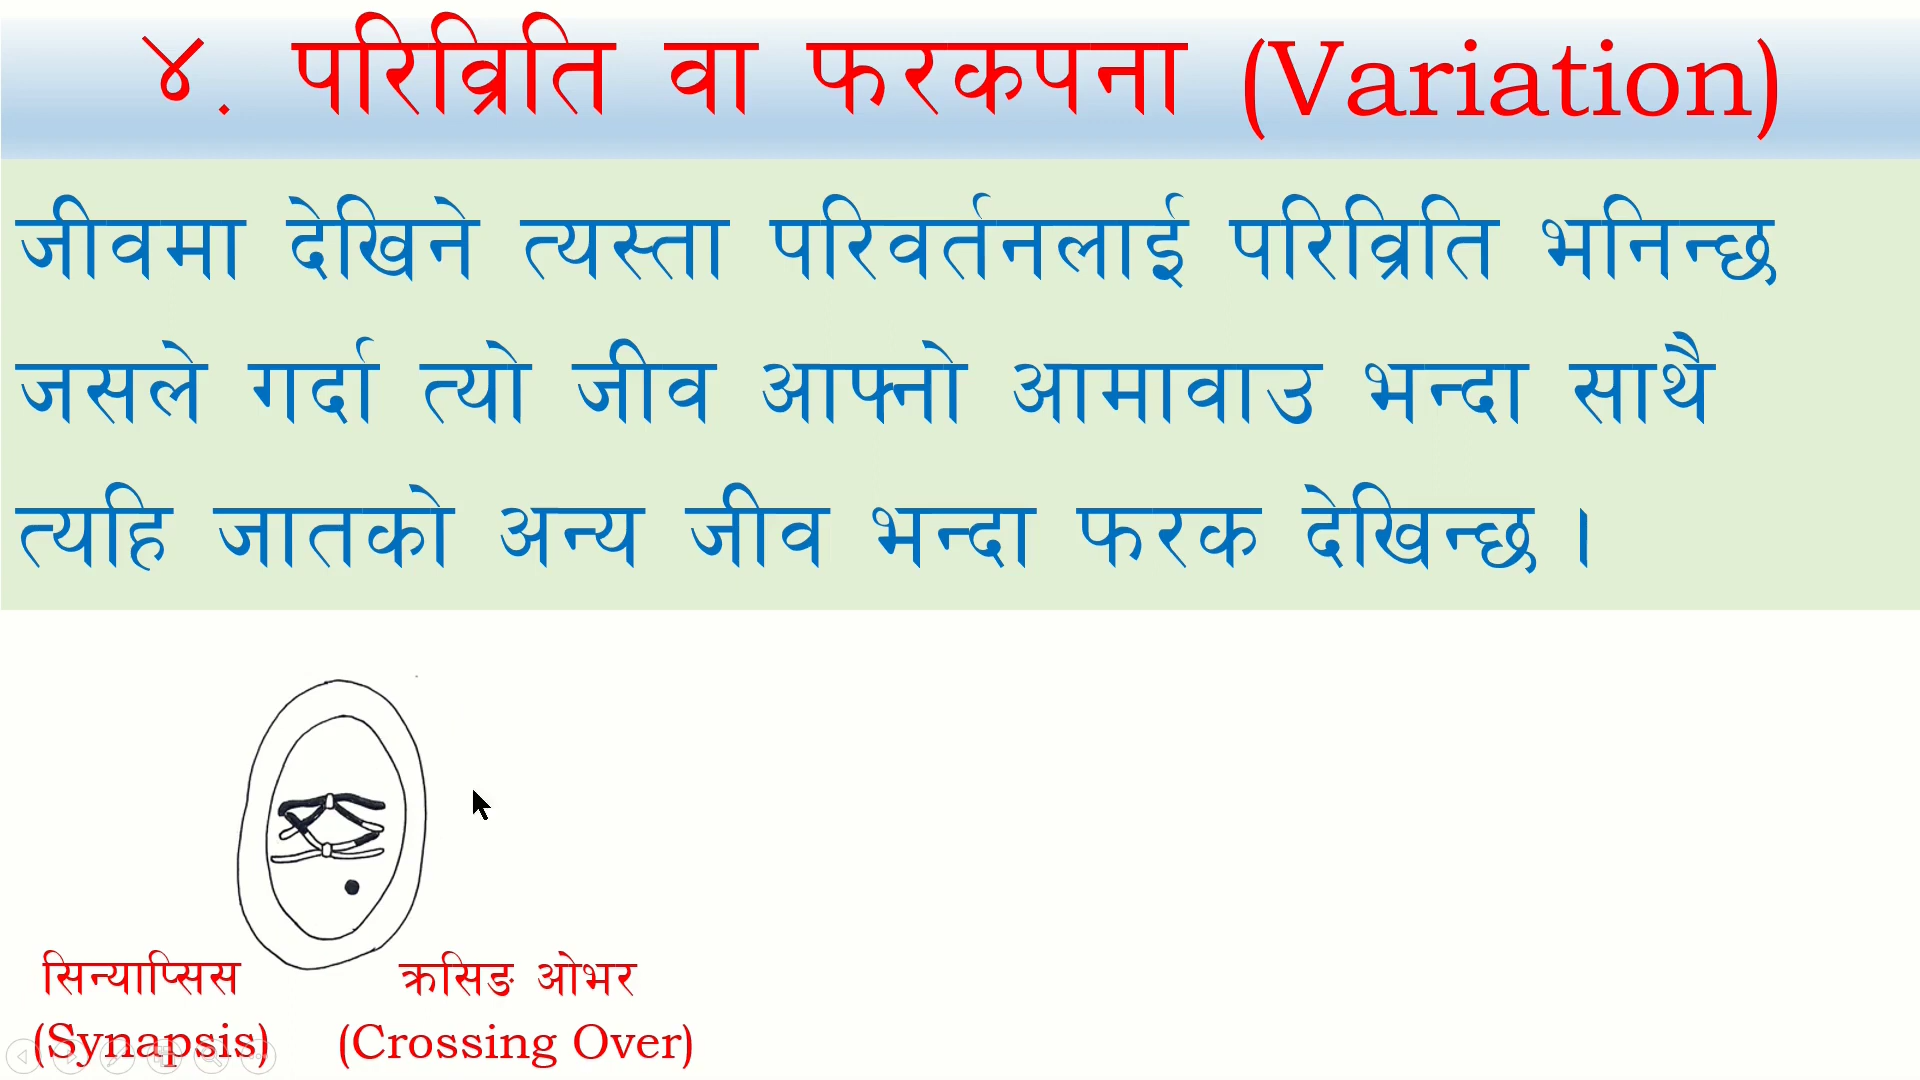 ४. परिव्रिति वा फरकपना (Variation)
जीवमा देखिने त्यस्ता परिवर्तनलाई परिव्रिति भनिन्छ
जसले गर्दा त्यो जीव आफ्नो आमावाउ भन्दा साथै
त्यहि जातको अन्य जीव भन्दा फरक देखिन्छ ।
सिन्याप्सिस क्रसिङ ओभर
(Synapsis) (Crossing Over)